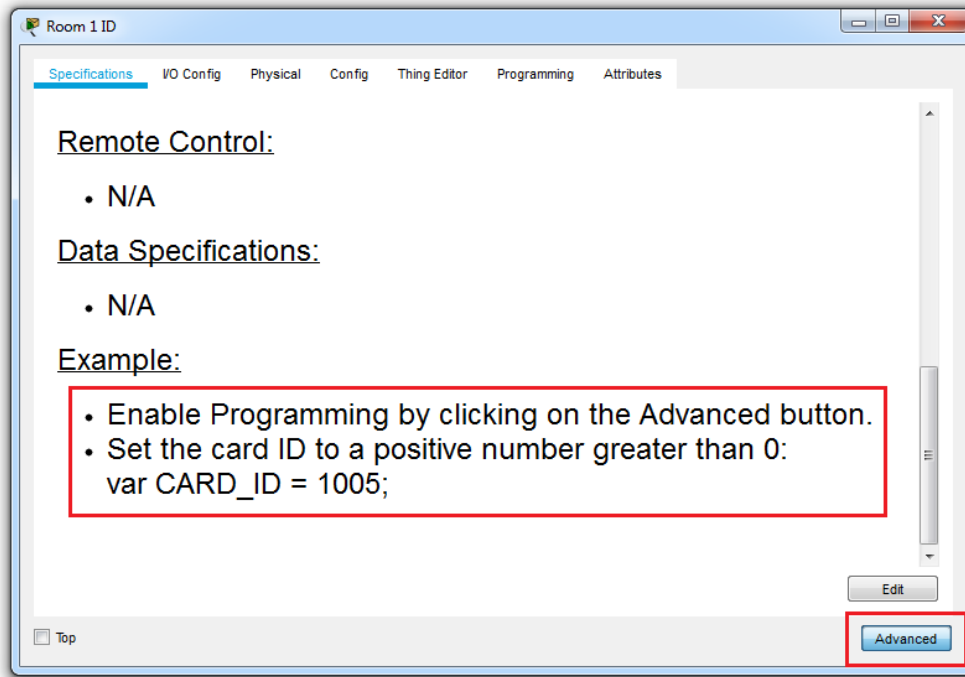 Room 1 ID
Specifications I/O Config Physical Config Thing Editor Programming Attributes
Remote Control:
• N/A
Data Specifications:
• N/A
Example:
• Enable Programming by clicking on the Advanced button.
• Set the card ID to a positive number greater than 0:
var CARD_ID = 1005;
Edit
Top
Advanced